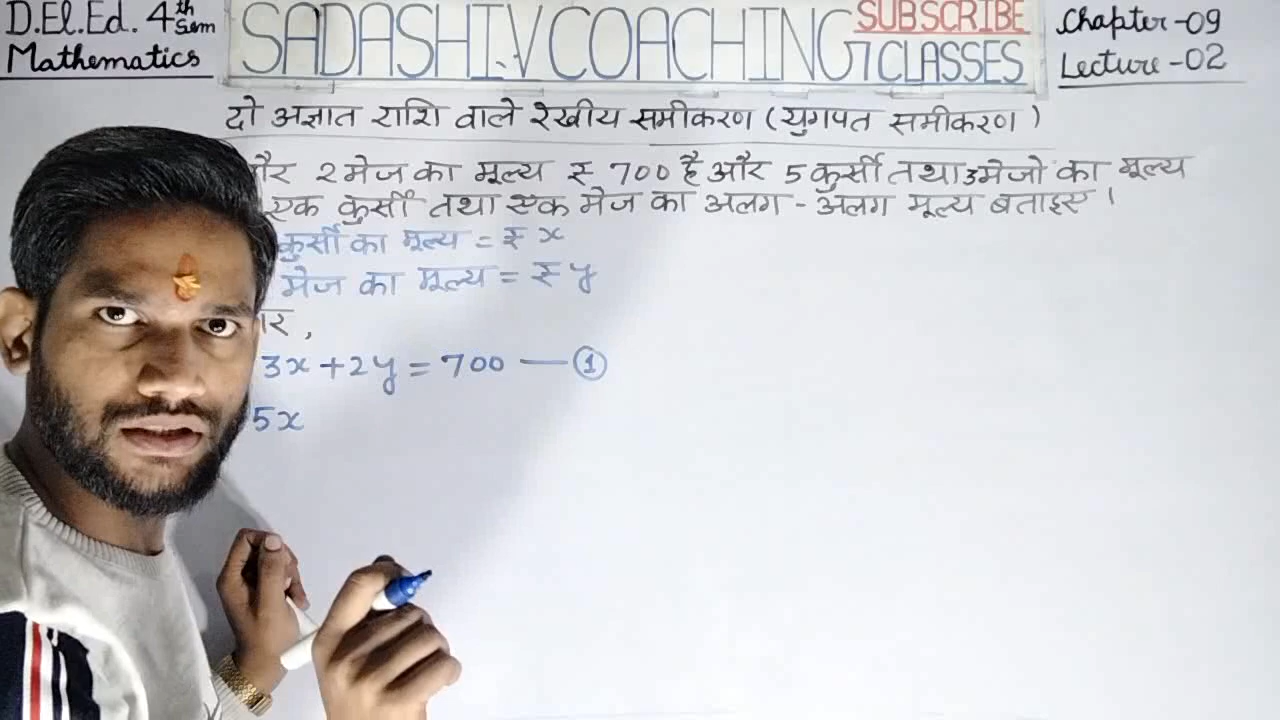 D.El.Ed. 4th Sem
Mathematics
SADASHIV COACHING CLASSES
SUBSCRIBE
Chapter-09
Lecture-02
दो अज्ञात राशि वाले रेखीय समीकरण (युगपत समीकरण)
और 2 मेज का मूल्य ₹ 700 है और 5 कुर्सी तथा 3 मेजो का मूल्य
एक कुर्सी तथा एक मेज का अलग-अलग मूल्य बताइए।
कुर्सी का मूल्य = ₹ x
मेज का मूल्य = ₹ y
3x + 2y = 700 — ①
5x